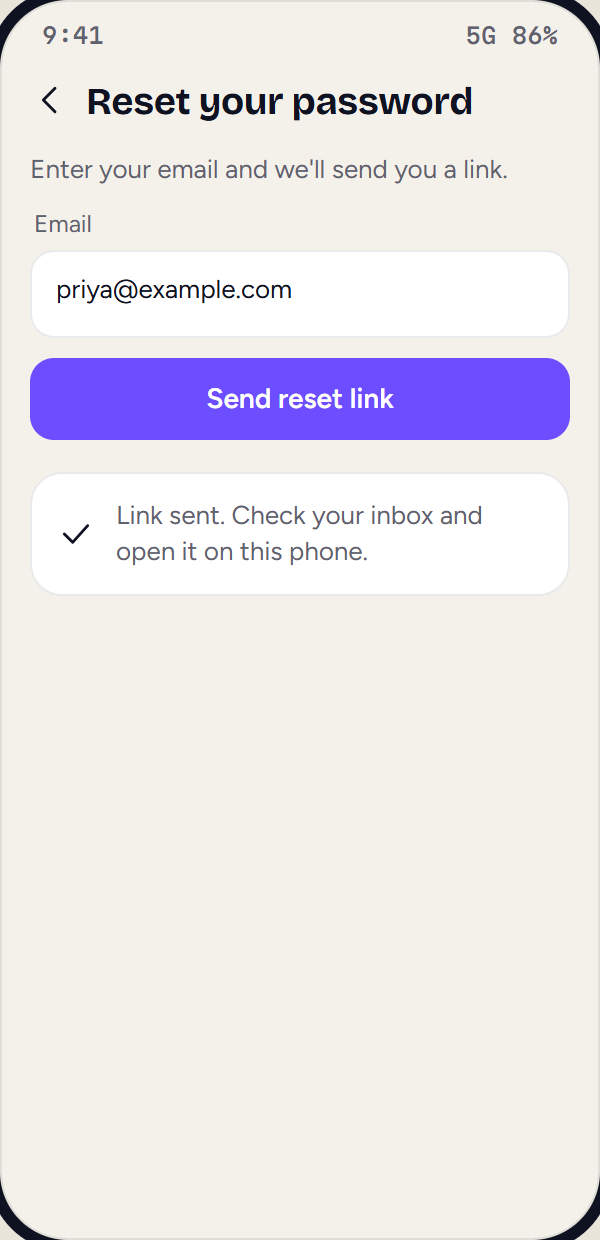 9:41 5G 86%
Reset your password
Enter your email and we'll send you a link.
Email
priya@example.com
Send reset link
Link sent. Check your inbox and
open it on this phone.